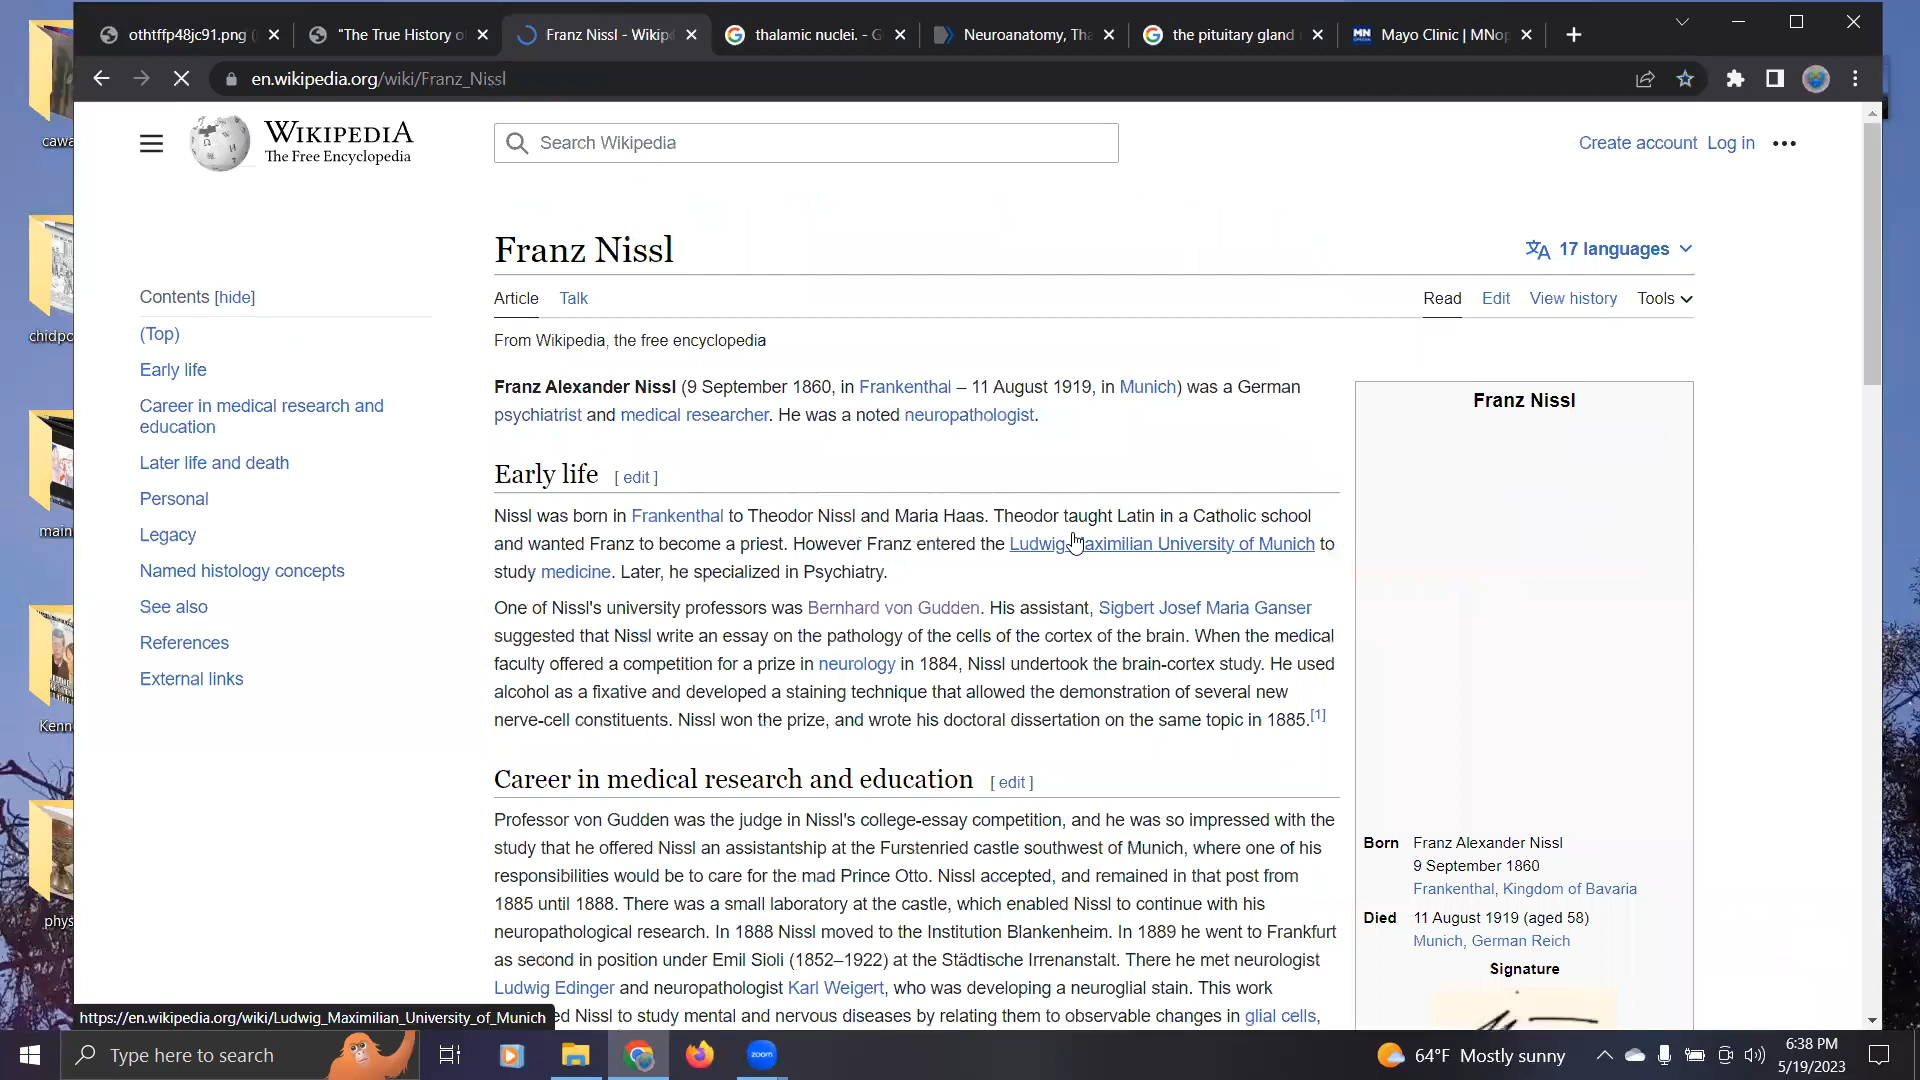 othtffp48jc91.png (
"The True History o
Franz Nissl - Wikip
thalamic nuclei. - G
Neuroanatomy, Tha
the pituitary gland
MN Mayo Clinic | MNop
en.wikipedia.org/wiki/Franz_Nissl
WIKIPEDIA
The Free Encyclopedia
Search Wikipedia
Create account Log in
Franz Nissl
17 languages
Article Talk
Read Edit View history Tools
From Wikipedia, the free encyclopedia
Contents [hide]
(Top)
Early life
Career in medical research and
education
Later life and death
Personal
Legacy
Named histology concepts
See also
References
External links
Franz Alexander Nissl (9 September 1860, in Frankenthal – 11 August 1919, in Munich) was a German
psychiatrist and medical researcher. He was a noted neuropathologist.
Early life [ edit ]
Nissl was born in Frankenthal to Theodor Nissl and Maria Haas. Theodor taught Latin in a Catholic school
and wanted Franz to become a priest. However Franz entered the Ludwig Maximilian University of Munich to
study medicine. Later, he specialized in Psychiatry.
One of Nissl's university professors was Bernhard von Gudden. His assistant, Sigbert Josef Maria Ganser
suggested that Nissl write an essay on the pathology of the cells of the cortex of the brain. When the medical
faculty offered a competition for a prize in neurology in 1884, Nissl undertook the brain-cortex study. He used
alcohol as a fixative and developed a staining technique that allowed the demonstration of several new
nerve-cell constituents. Nissl won the prize, and wrote his doctoral dissertation on the same topic in 1885.[1]
Career in medical research and education [ edit ]
Professor von Gudden was the judge in Nissl's college-essay competition, and he was so impressed with the
study that he offered Nissl an assistantship at the Furstenried castle southwest of Munich, where one of his
responsibilities would be to care for the mad Prince Otto. Nissl accepted, and remained in that post from
1885 until 1888. There was a small laboratory at the castle, which enabled Nissl to continue with his
neuropathological research. In 1888 Nissl moved to the Institution Blankenheim. In 1889 he went to Frankfurt
as second in position under Emil Sioli (1852–1922) at the Städtische Irrenanstalt. There he met neurologist
Ludwig Edinger and neuropathologist Karl Weigert, who was developing a neuroglial stain. This work
ed Nissl to study mental and nervous diseases by relating them to observable changes in glial cells,
Franz Nissl
Born Franz Alexander Nissl
9 September 1860
Frankenthal, Kingdom of Bavaria
Died 11 August 1919 (aged 58)
Munich, German Reich
Signature
https://en.wikipedia.org/wiki/Ludwig_Maximilian_University_of_Munich
cawa
chidpo
main
Kenn
phys
Type here to search
zoom
64°F Mostly sunny
6:38 PM
5/19/2023